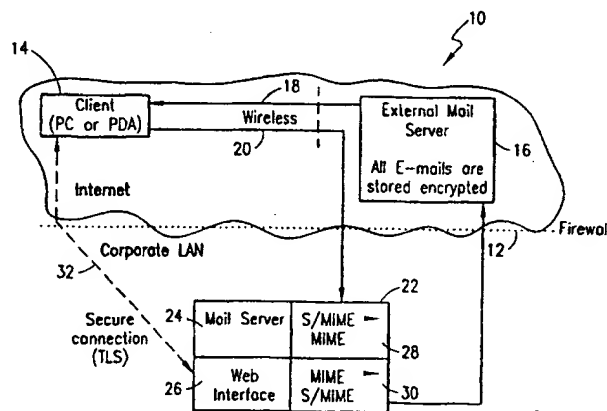 10
14
Client
(PC or PDA)
18
Wireless
20
External Mail
Server
All E-mails are
stored encrypted
16
Internet
Firewall
12
Corporate LAN
32
Secure
connection
(TLS)
22
24
Mail Server
S/MIME
MIME
28
26
Web
Interface
MIME
S/MIME
30